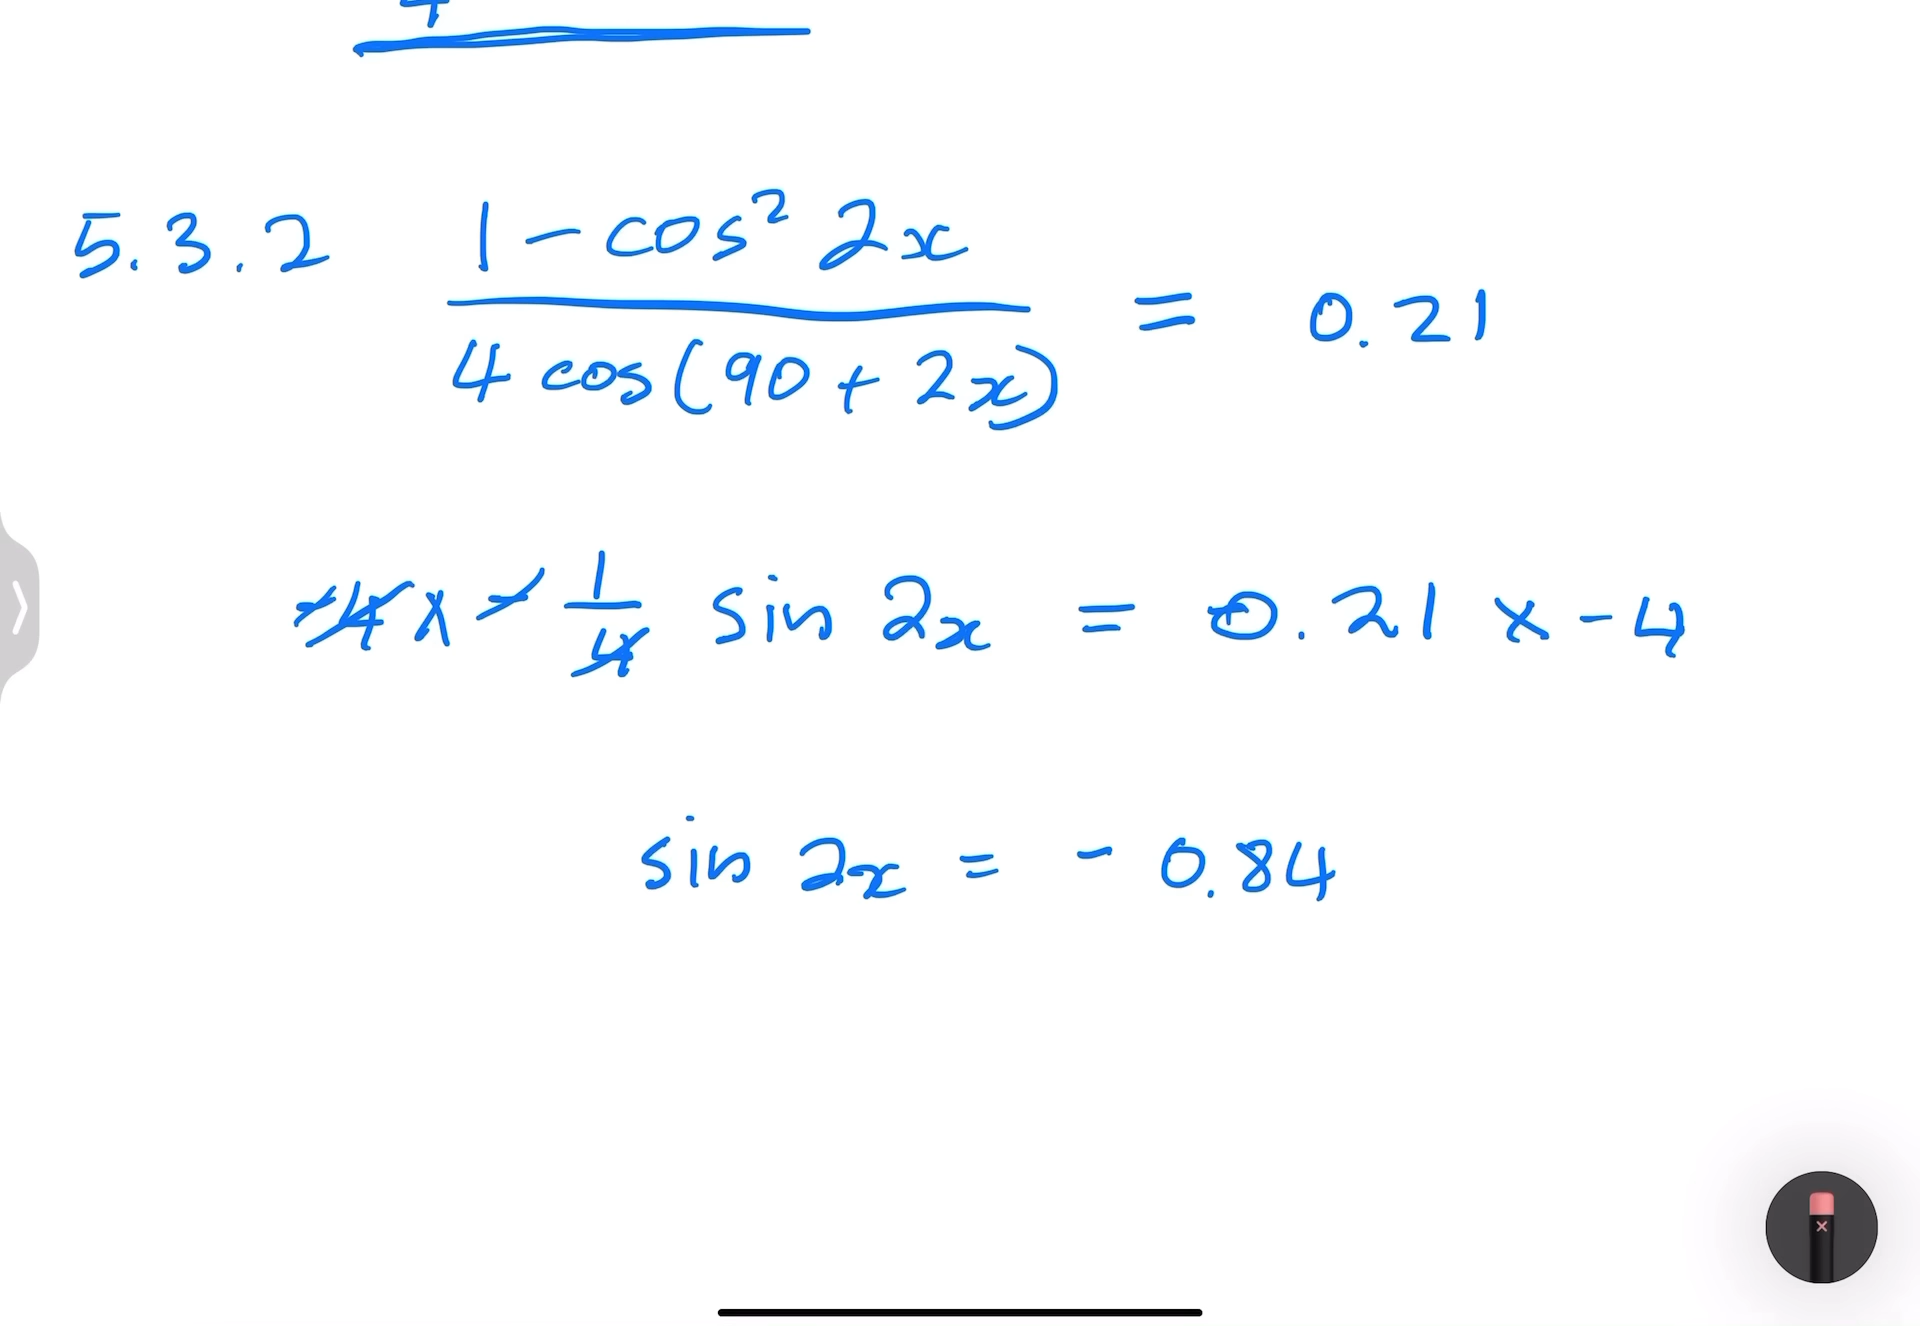 5.3.2 (1 - cos² 2x) / (4 cos(90 + 2x)) = 0.21
-4 x - 1/4 sin 2x = 0.21 x -4
sin 2x = - 0.84